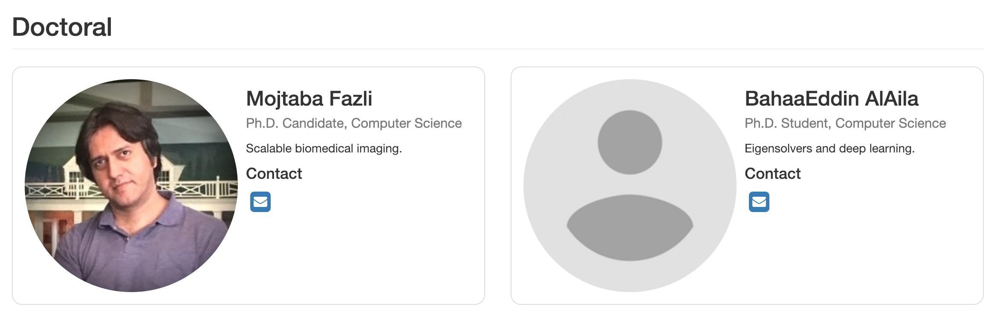 Doctoral
Mojtaba Fazli
Ph.D. Candidate, Computer Science
Scalable biomedical imaging.
Contact
BahaaEddin AlAila
Ph.D. Student, Computer Science
Eigensolvers and deep learning.
Contact